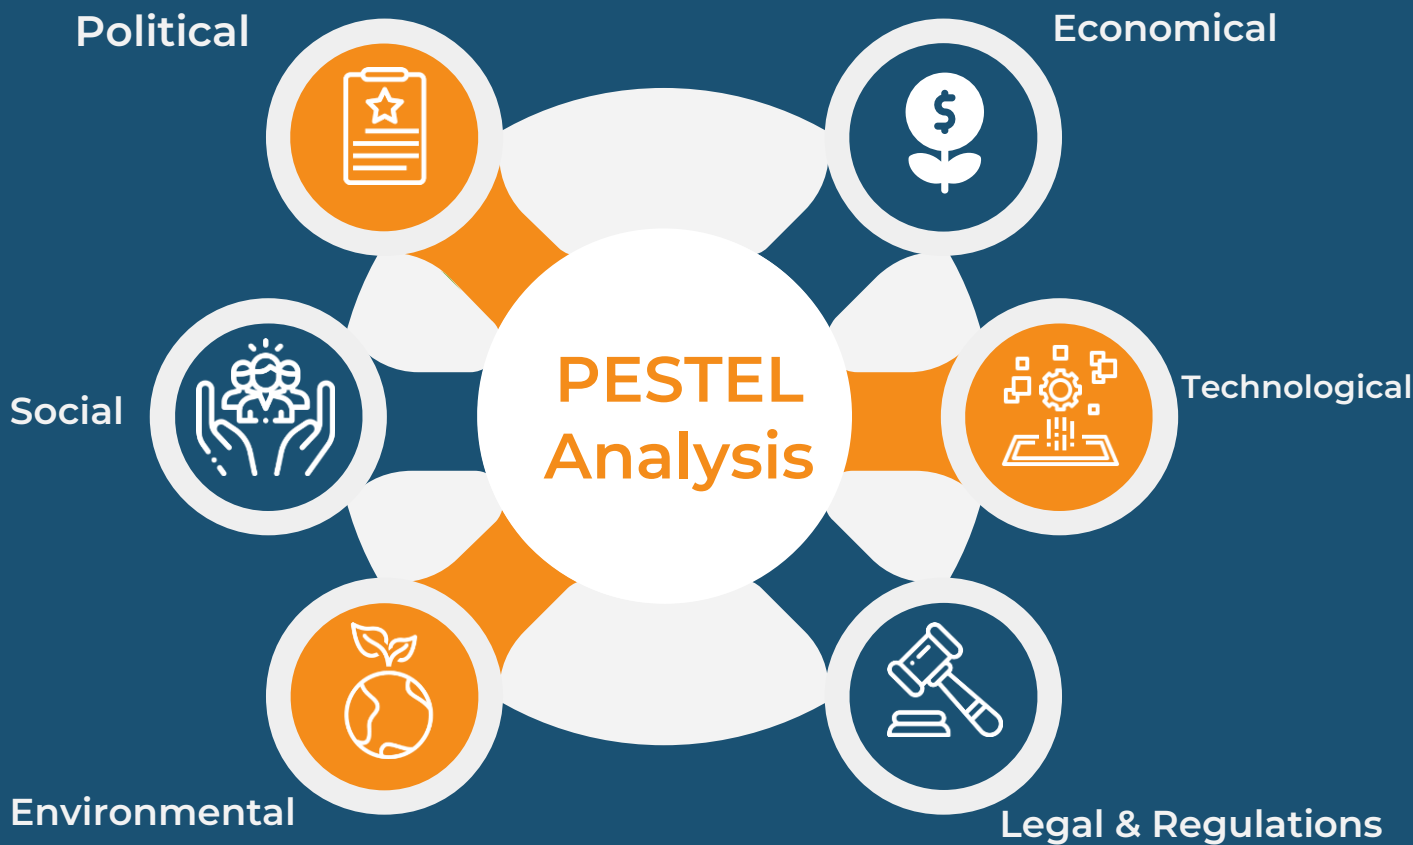 Political
Economical
$
PESTEL
Analysis
Technological
Social
Environmental
Legal & Regulations